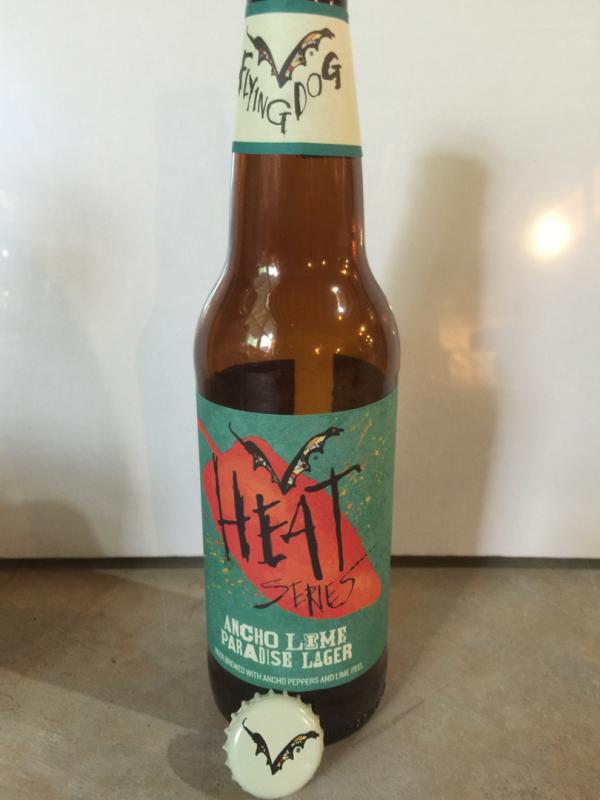 FLYING DOG
HEAT
SERIES
ANCHO LIME
PARADISE LAGER
BEER BREWED WITH ANCHO PEPPERS AND LIME PEEL